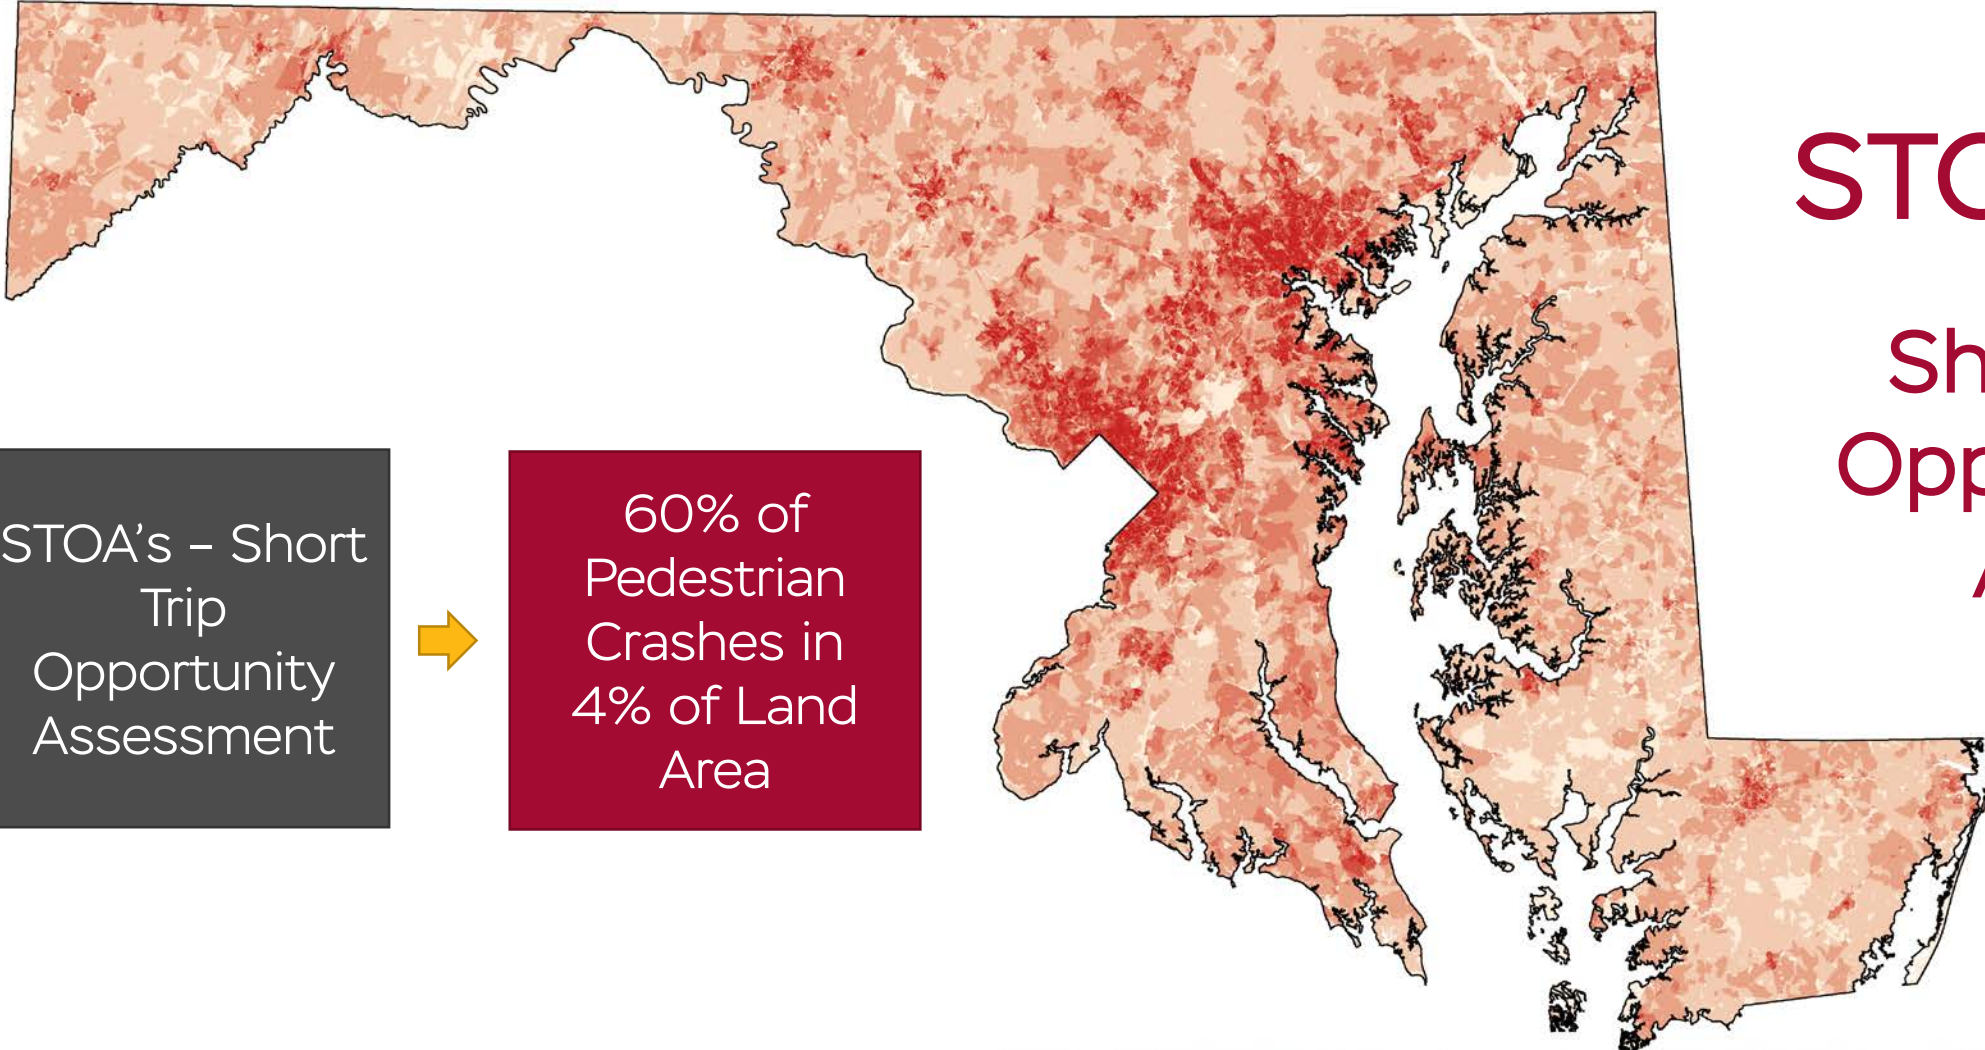 STOA's – Short
Trip
Opportunity
Assessment
60% of
Pedestrian
Crashes in
4% of Land
Area